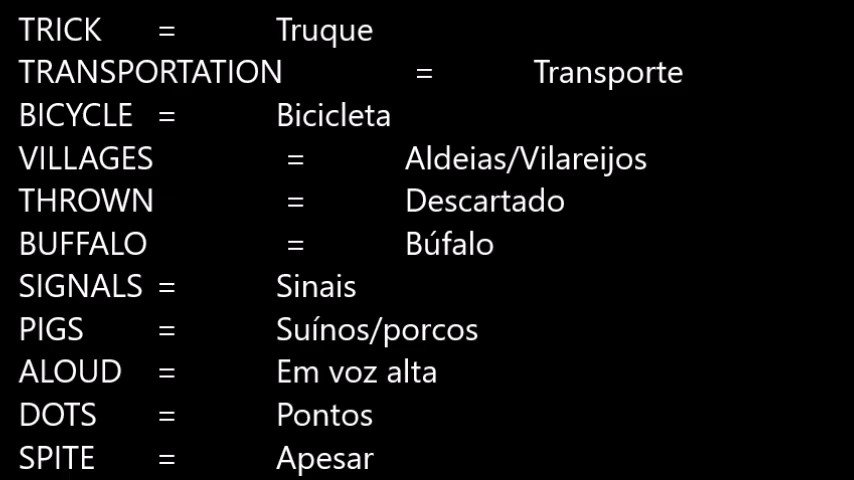 TRICK = Truque
TRANSPORTATION = Transporte
BICYCLE = Bicicleta
VILLAGES = Aldeias/Vilareijos
THROWN = Descartado
BUFFALO = Búfalo
SIGNALS = Sinais
PIGS = Suínos/porcos
ALOUD = Em voz alta
DOTS = Pontos
SPITE = Apesar